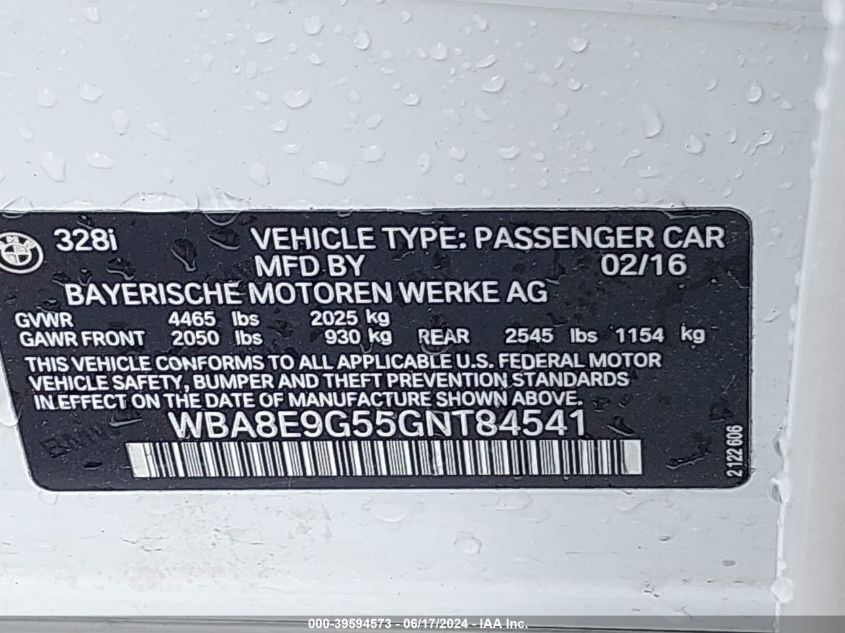 328i VEHICLE TYPE: PASSENGER CAR
MFD BY 02/16
BAYERISCHE MOTOREN WERKE AG
GVWR 4465 lbs 2025 kg
GAWR FRONT 2050 lbs 930 kg REAR 2545 lbs 1154 kg
THIS VEHICLE CONFORMS TO ALL APPLICABLE U.S. FEDERAL MOTOR
VEHICLE SAFETY, BUMPER AND THEFT PREVENTION STANDARDS
IN EFFECT ON THE DATE OF MANUFACTURE SHOWN ABOVE.
WBA8E9G55GNT84541
2 122 606
000-39594573 - 06/17/2024 - IAA Inc.